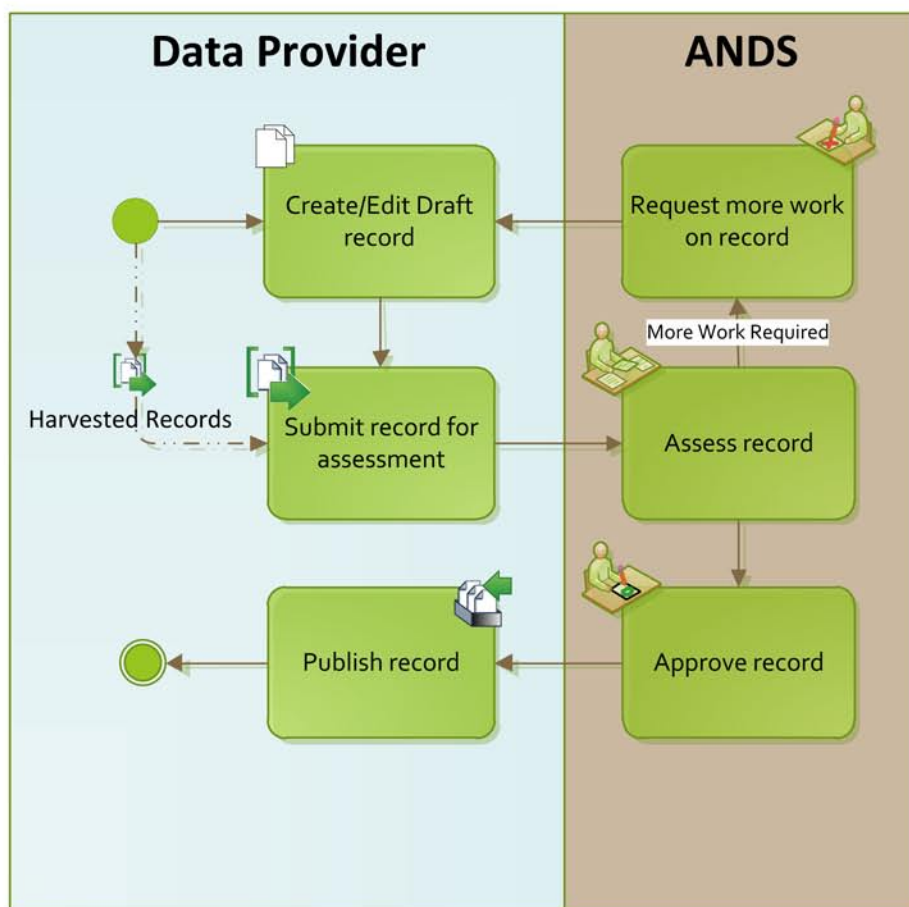 Data Provider
ANDS
Create/Edit Draft
record
Request more work
on record
More Work Required
Harvested Records
Submit record for
assessment
Assess record
Publish record
Approve record